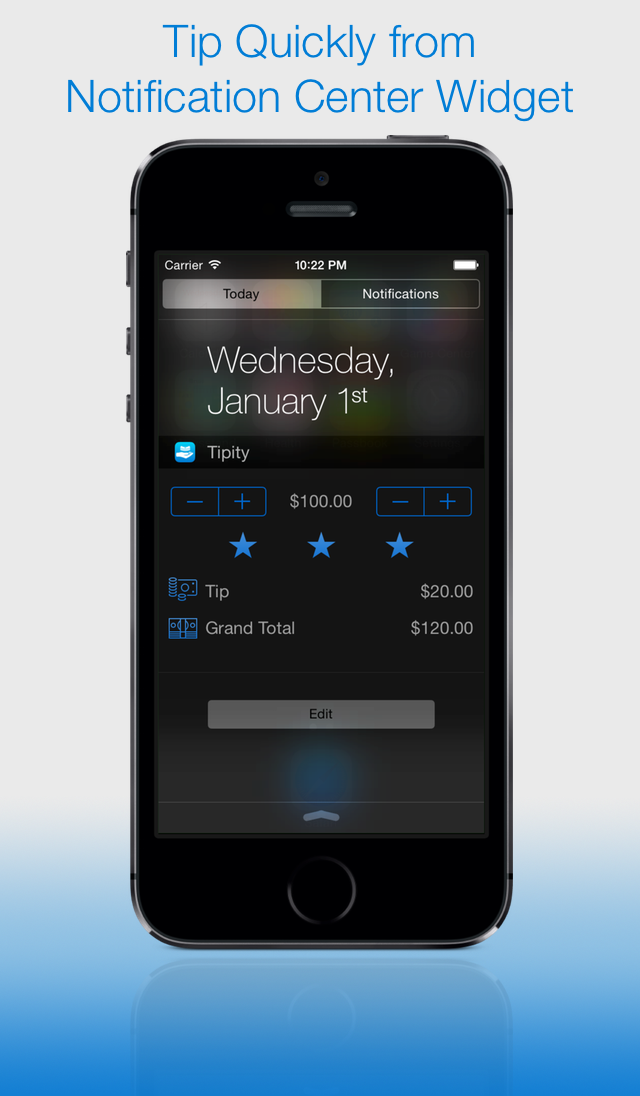 Tip Quickly from
Notification Center Widget
Carrier 10:22 PM
Today Notifications
Wednesday,
January 1st
Tipity
$100.00
Tip $20.00
Grand Total $120.00
Edit